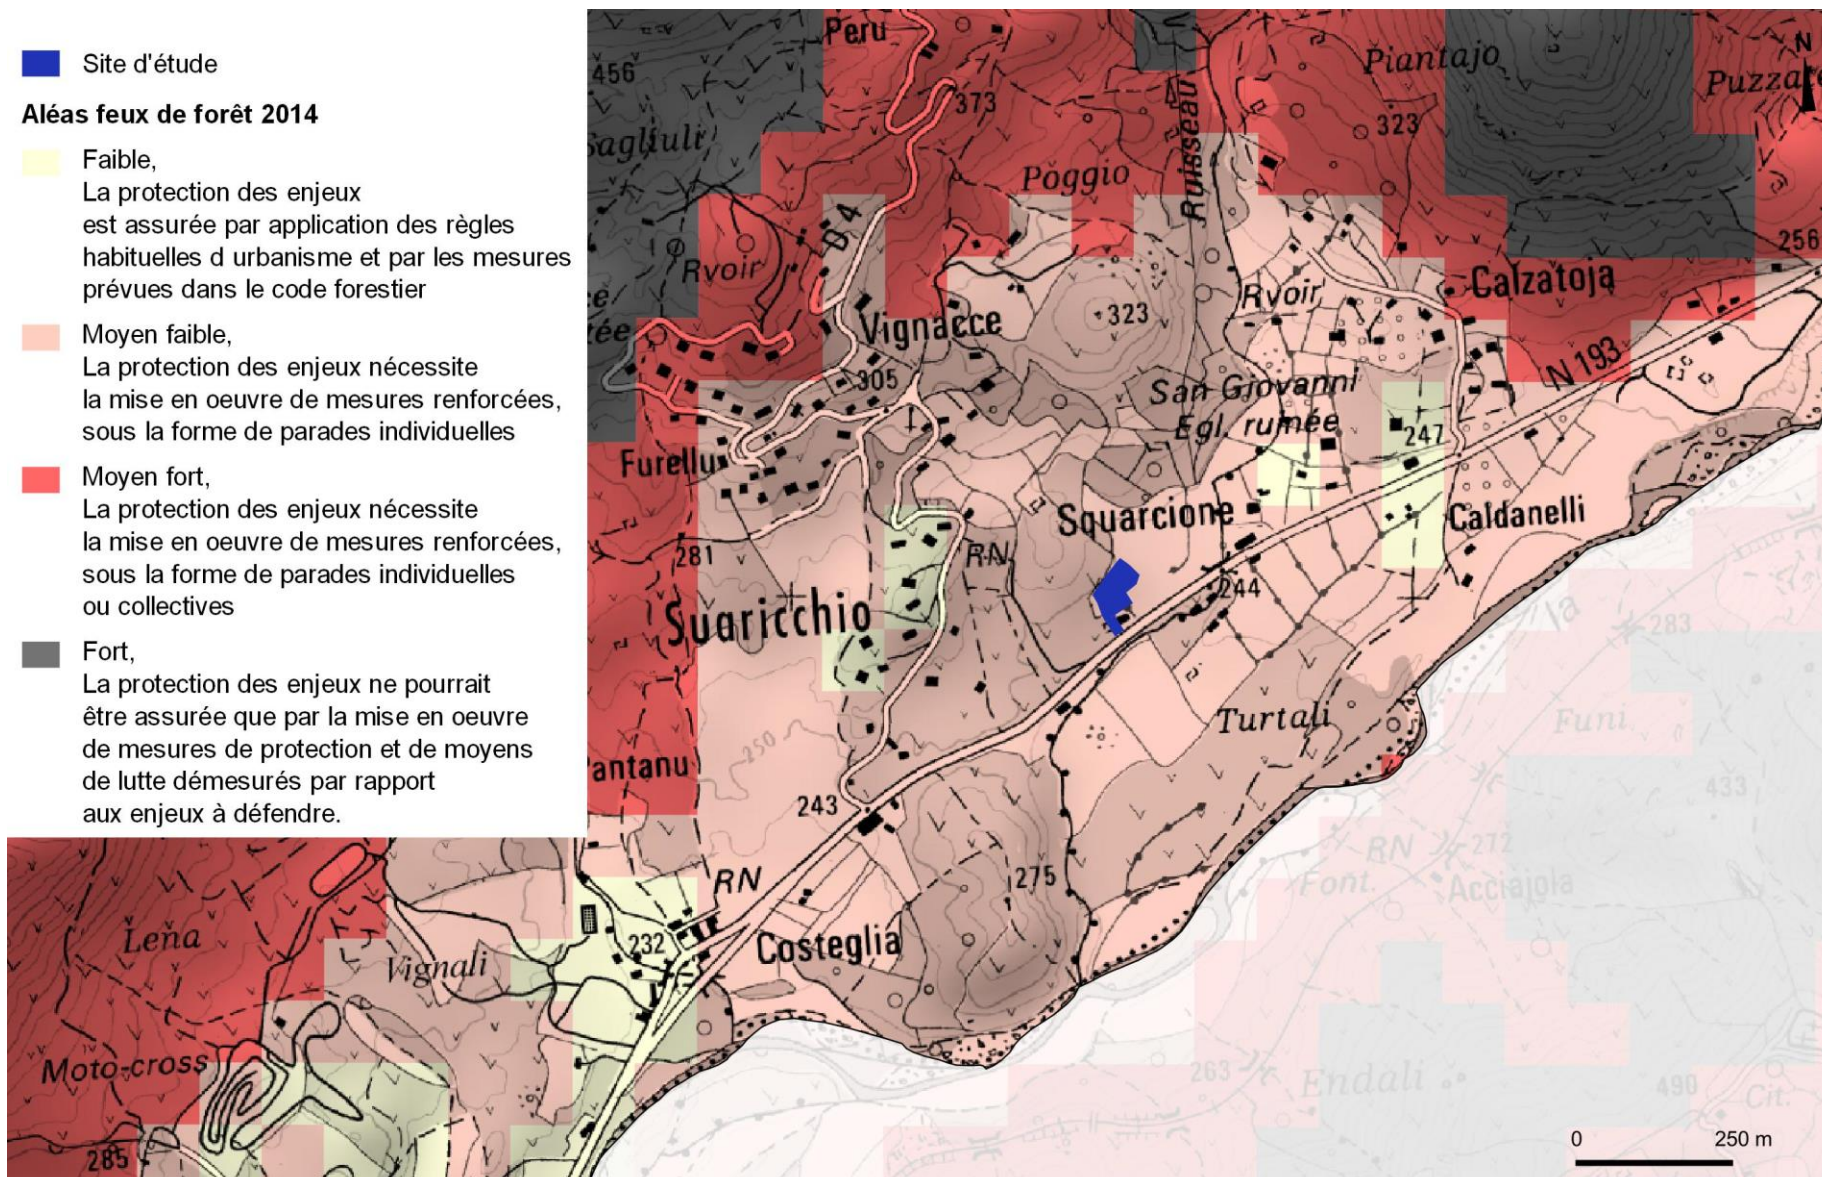 Site d'étude
Aléas feux de forêt 2014
Faible,
La protection des enjeux
est assurée par application des règles
habituelles d urbanisme et par les mesures
prévues dans le code forestier
Moyen faible,
La protection des enjeux nécessite
la mise en oeuvre de mesures renforcées,
sous la forme de parades individuelles
Moyen fort,
La protection des enjeux nécessite
la mise en oeuvre de mesures renforcées,
sous la forme de parades individuelles
ou collectives
Fort,
La protection des enjeux ne pourrait
être assurée que par la mise en oeuvre
de mesures de protection et de moyens
de lutte démesurés par rapport
aux enjeux à défendre.
Peru
456
373
Piantajo
N
323
Ruisseau
Poggio
D 4
256
Rvoir
Rvoir
Calzatoja
323
Vignacce
N 193
305
San Giovanni
Egl. rumée
247
Furellu
Squarcione
Caldanelli
281
RN
244
Suaricchio
283
Turtali
Funi
250
433
243
RN
272
Font.
Acciajola
275
RN
Leña
232
Costeglia
Vignali
Moto-cross
263
Endali
490
Cit.
285
0
250 m